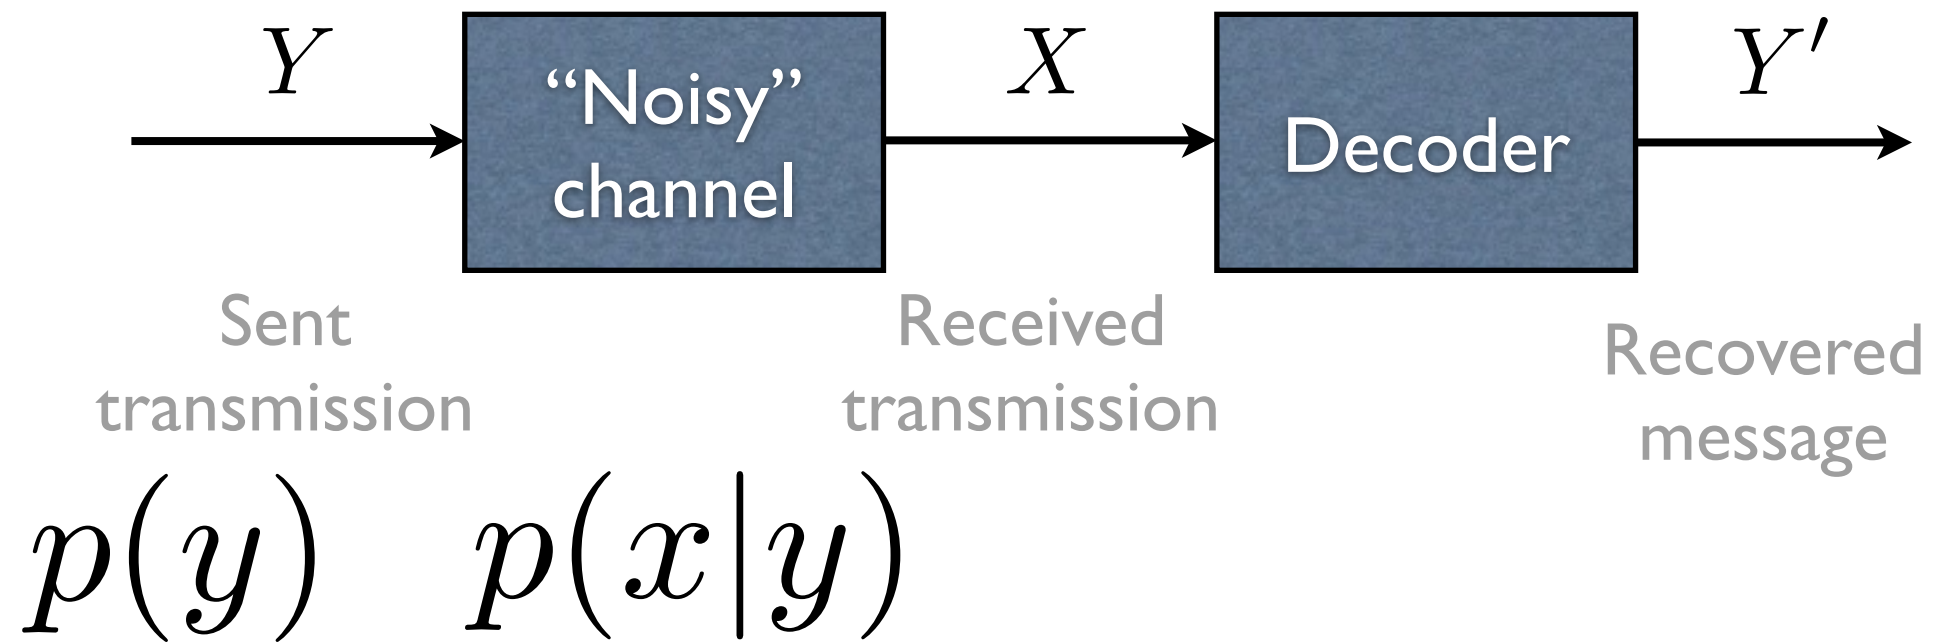 Y
“Noisy”
channel
X
Decoder
Y′
Sent
transmission
Received
transmission
Recovered
message
p(y)
p(x|y)